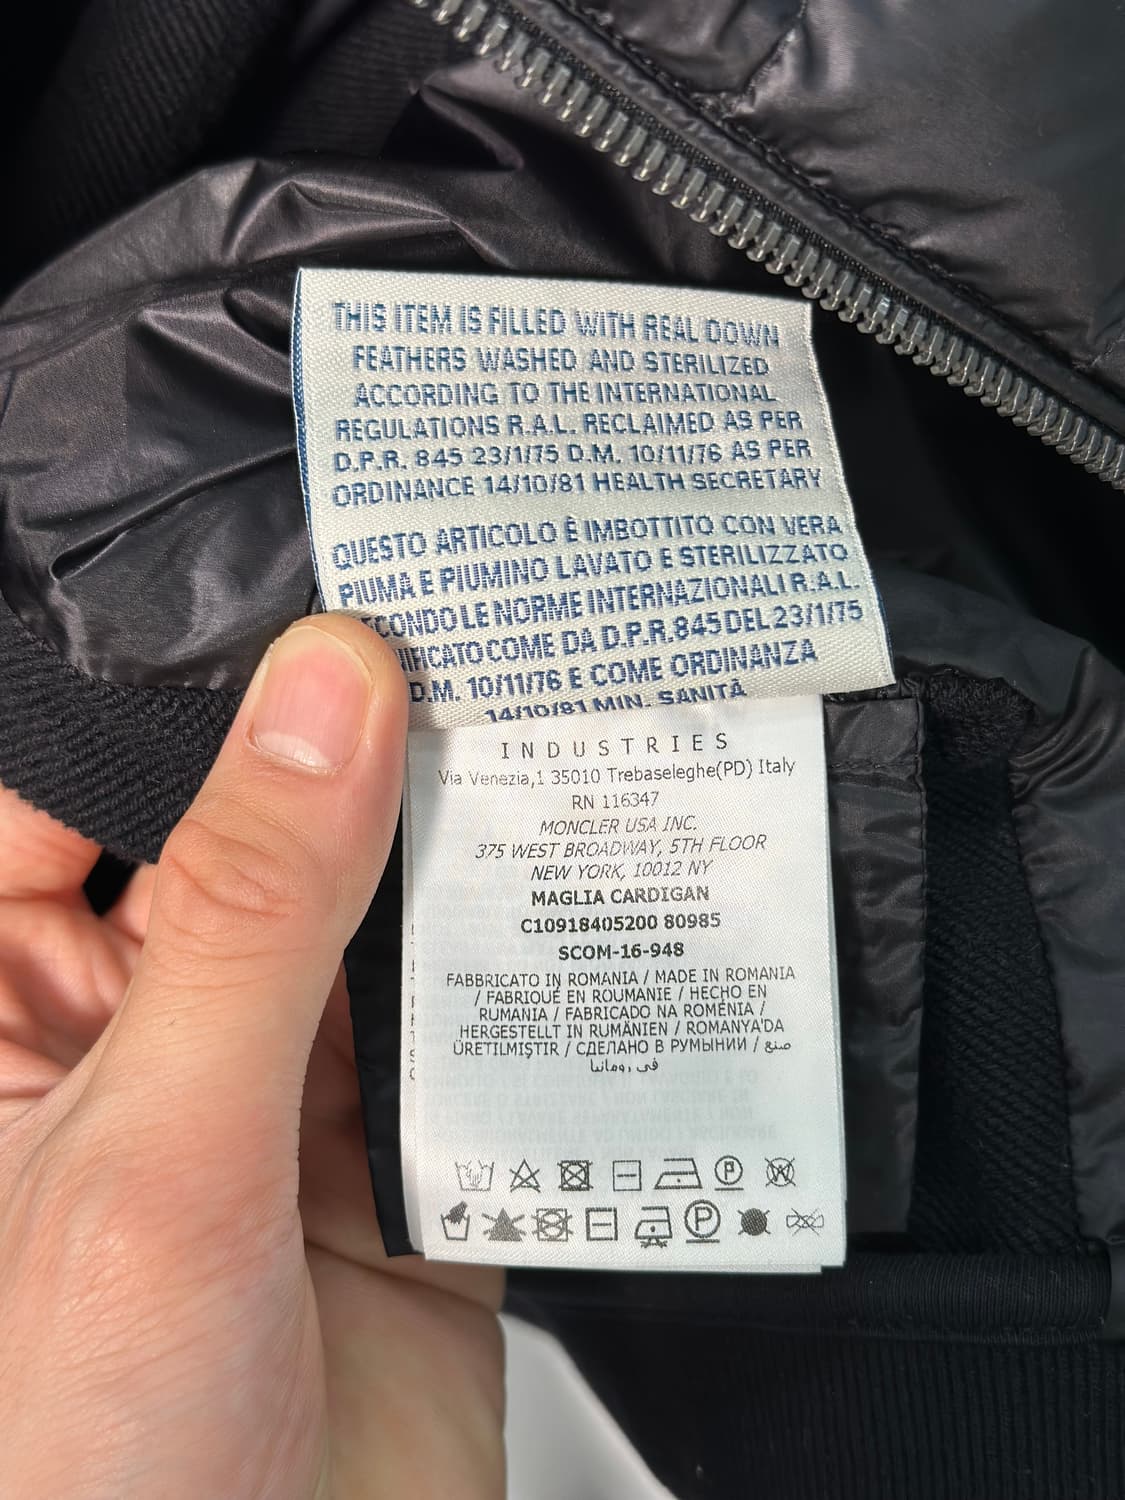 THIS ITEM IS FILLED WITH REAL DOWN
FEATHERS WASHED AND STERILIZED
ACCORDING TO THE INTERNATIONAL
REGULATIONS R.A.L. RECLAIMED AS PER
D.P.R. 845 23/1/75 D.M. 10/11/76 AS PER
ORDINANCE 14/10/81 HEALTH SECRETARY
QUESTO ARTICOLO È IMBOTTITO CON VERA
PIUMA E PIUMINO LAVATO E STERILIZZATO
NORME INTERNAZIONALI R.A.L.
COME DA D.P.R.845 DEL 23/1/75
D.M. 10/11/76 E COME ORDINANZA
14/10/81 MIN. SANITÀ
INDUSTRIES
Via Venezia,1 35010 Trebaseleghe(PD) Italy
RN 116347
MONCLER USA INC.
375 WEST BROADWAY, 5TH FLOOR
NEW YORK, 10012 NY
MAGLIA CARDIGAN
C10918405200 80985
SCOM-16-948
FABBRICATO IN ROMANIA / MADE IN ROMANIA
/ FABRIQUÉ EN ROUMANIE / HECHO EN
RUMANIA / FABRICADO NA ROMÉNIA /
HERGESTELLT IN RUMÄNIEN / ROMANYA'DA
ÜRETILMIŞTIR / СДЕЛАНО В РУМЫНИИ / صنع
في رومانيا